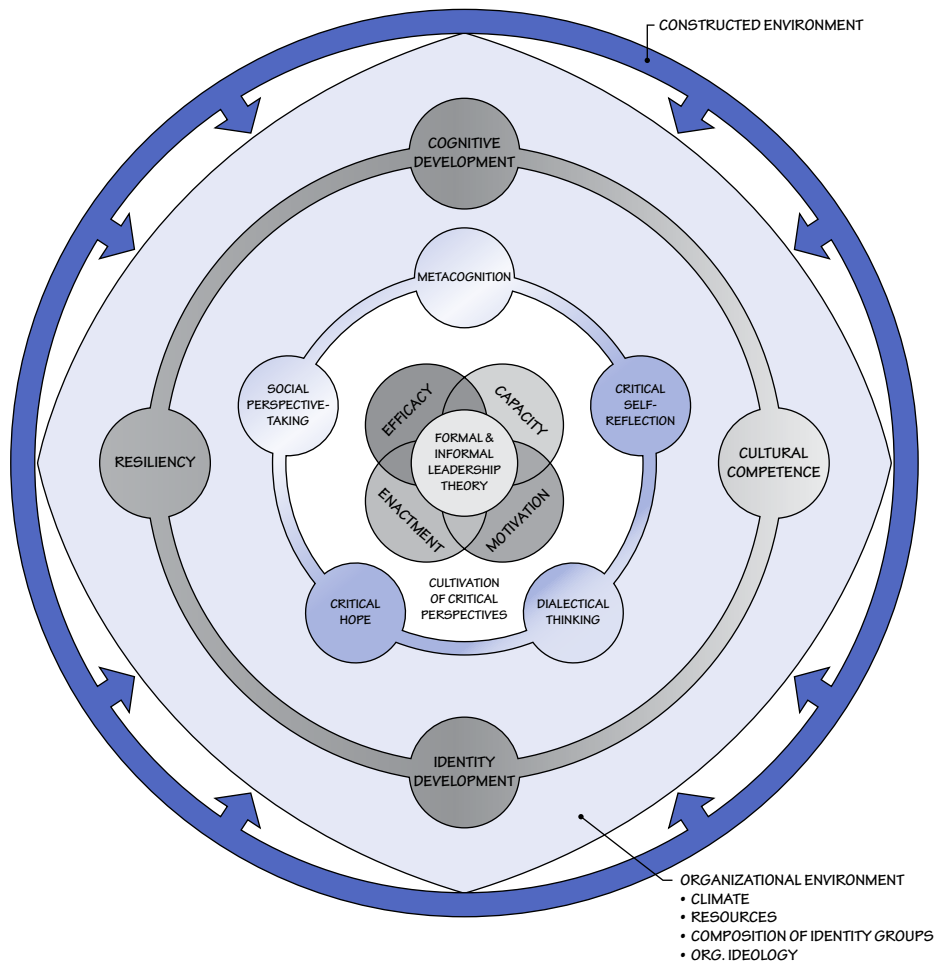 CONSTRUCTED ENVIRONMENT
COGNITIVE
DEVELOPMENT
METACOGNITION
SOCIAL
PERSPECTIVE-
TAKING
CRITICAL
SELF-
REFLECTION
EFFICACY
CAPACITY
FORMAL &
INFORMAL
LEADERSHIP
THEORY
RESILIENCY
CULTURAL
COMPETENCE
ENACTMENT
MOTIVATION
CULTIVATION
OF CRITICAL
PERSPECTIVES
CRITICAL
HOPE
DIALECTICAL
THINKING
IDENTITY
DEVELOPMENT
ORGANIZATIONAL ENVIRONMENT
• CLIMATE
• RESOURCES
• COMPOSITION OF IDENTITY GROUPS
• ORG. IDEOLOGY